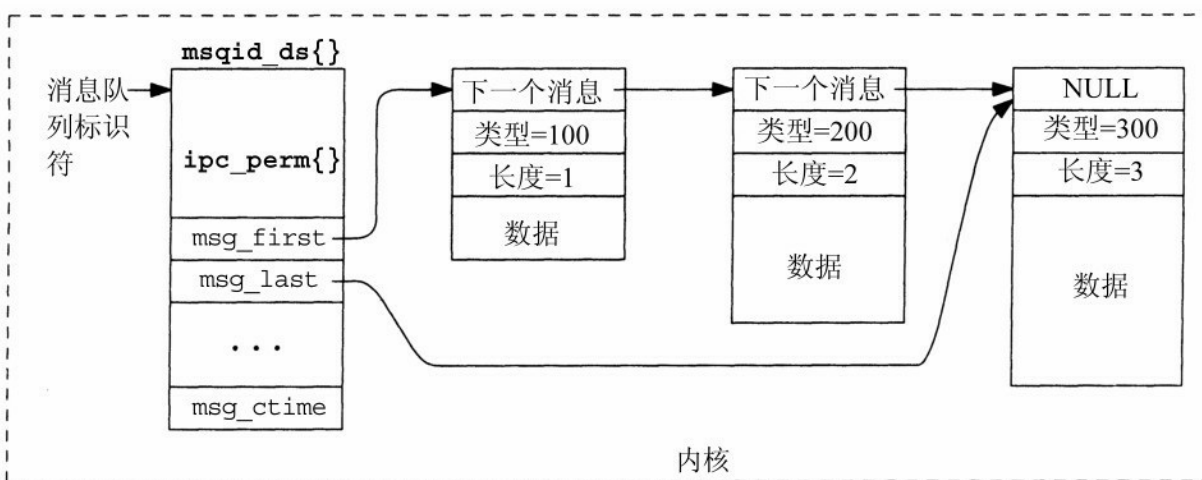 msqid_ds{}
消息队
列标识
符
ipc_perm{}
msg_first
msg_last
...
msg_ctime
下一个消息
类型=100
长度=1
数据
下一个消息
类型=200
长度=2
数据
NULL
类型=300
长度=3
数据
内核